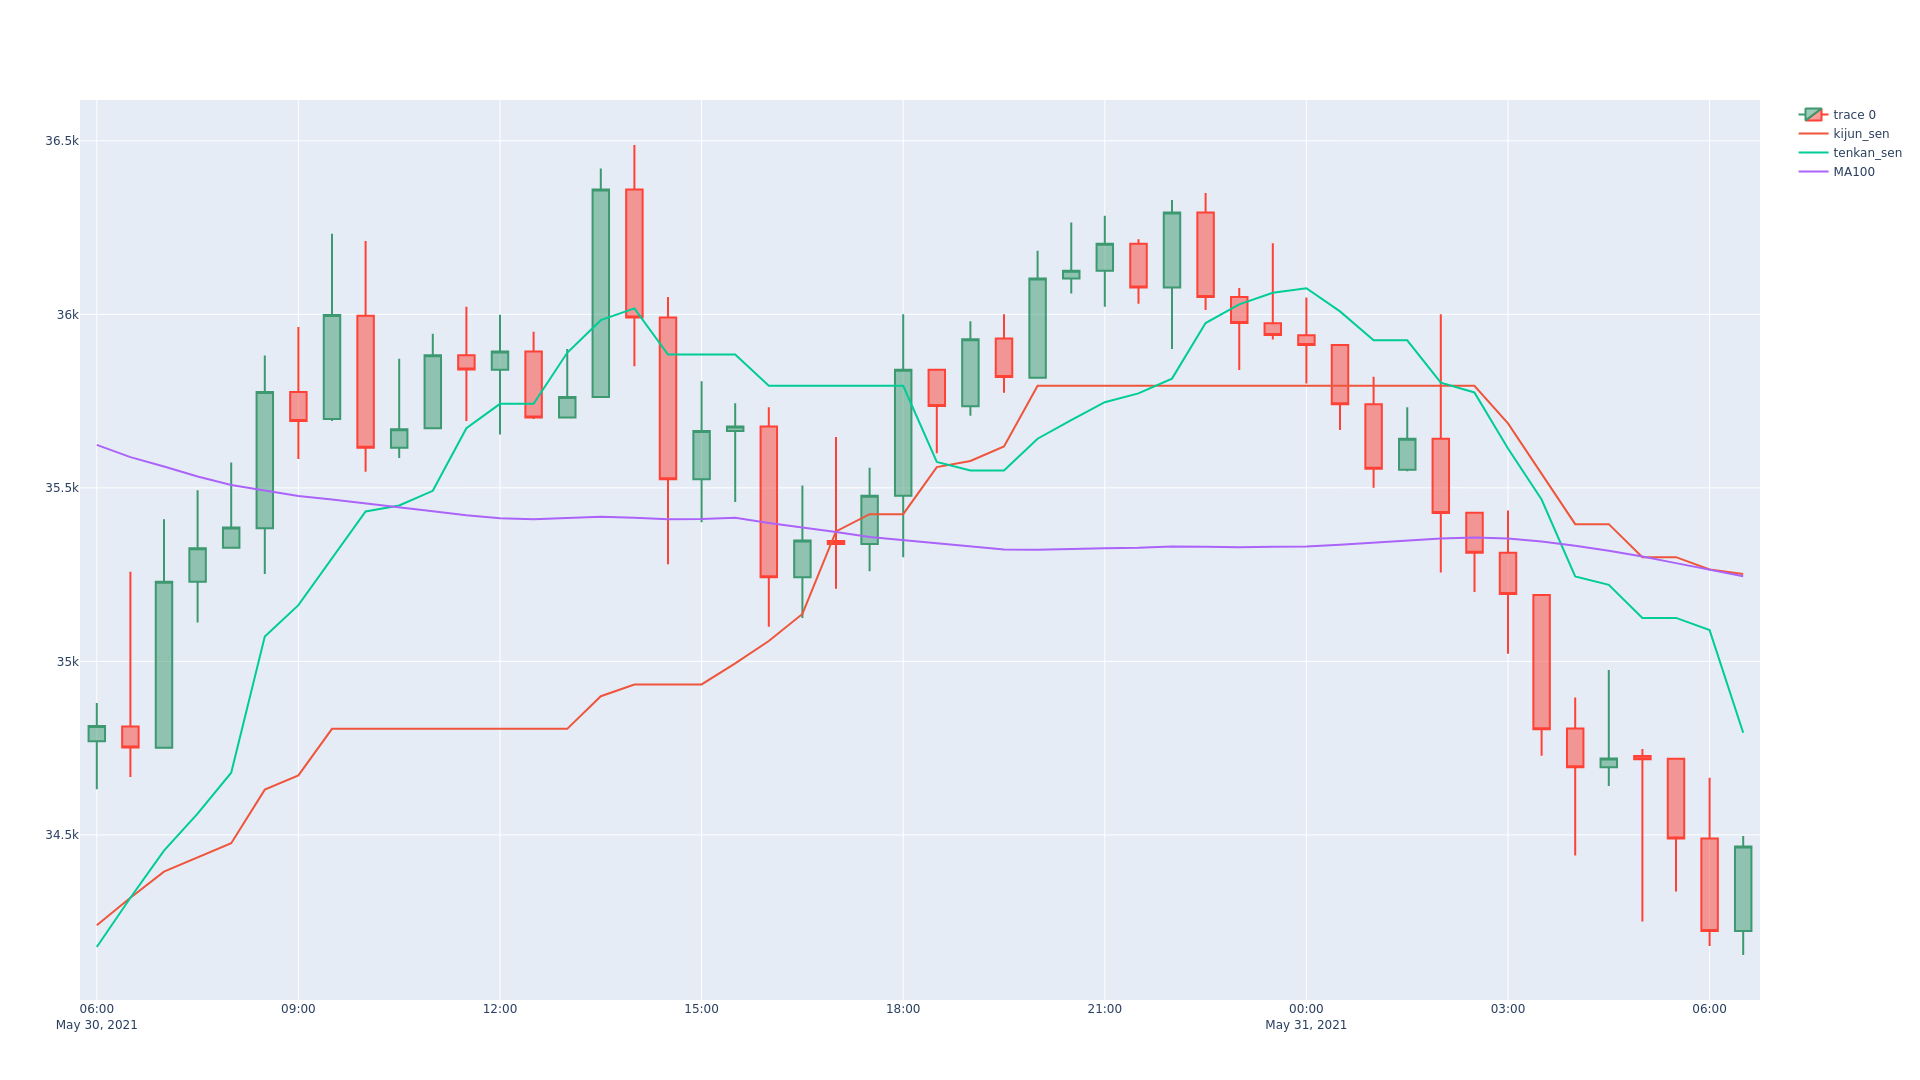 trace 0
kijun_sen
tenkan_sen
MA100
36.5k
36k
35.5k
35k
34.5k
06:00
May 30, 2021
09:00
12:00
15:00
18:00
21:00
00:00
May 31, 2021
03:00
06:00